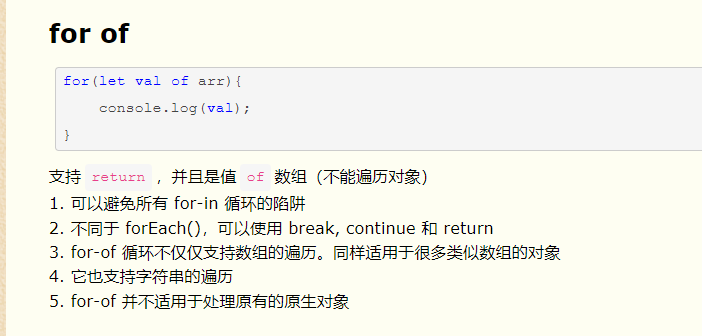 for of
for(let val of arr){
    console.log(val);
}
支持 return ，并且是值 of 数组（不能遍历对象）
1. 可以避免所有 for-in 循环的陷阱
2. 不同于 forEach()，可以使用 break, continue 和 return
3. for-of 循环不仅仅支持数组的遍历。同样适用于很多类似数组的对象
4. 它也支持字符串的遍历
5. for-of 并不适用于处理原有的原生对象